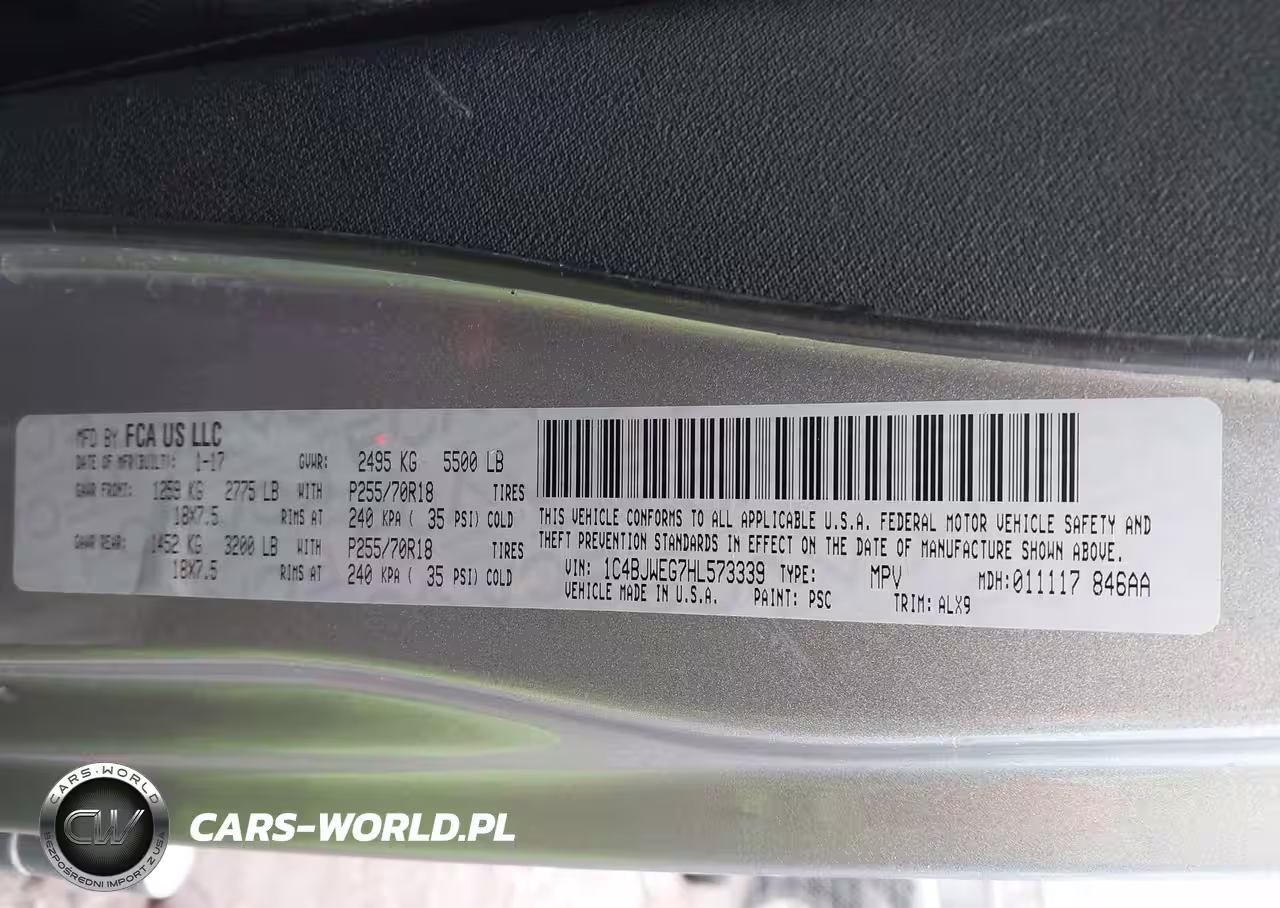 MFD BY FCA US LLC
DATE OF MFR(BUILT): 1-17 GVWR: 2495 KG 5500 LB
GAWR FRONT: 1259 KG 2775 LB WITH P255/70R18 TIRES
18X7.5 RIMS AT 240 KPA ( 35 PSI) COLD
GAWR REAR: 1452 KG 3200 LB WITH P255/70R18 TIRES
18X7.5 RIMS AT 240 KPA ( 35 PSI) COLD
THIS VEHICLE CONFORMS TO ALL APPLICABLE U.S.A. FEDERAL MOTOR VEHICLE SAFETY AND
THEFT PREVENTION STANDARDS IN EFFECT ON THE DATE OF MANUFACTURE SHOWN ABOVE.
VIN: 1C4BJWEG7HL573339 TYPE: MPV MDH:011117 846AA
VEHICLE MADE IN U.S.A. PAINT: PSC TRIM: ALX9
CARS-WORLD
CW
BEZPOŚREDNI IMPORT Z USA
CARS-WORLD.PL